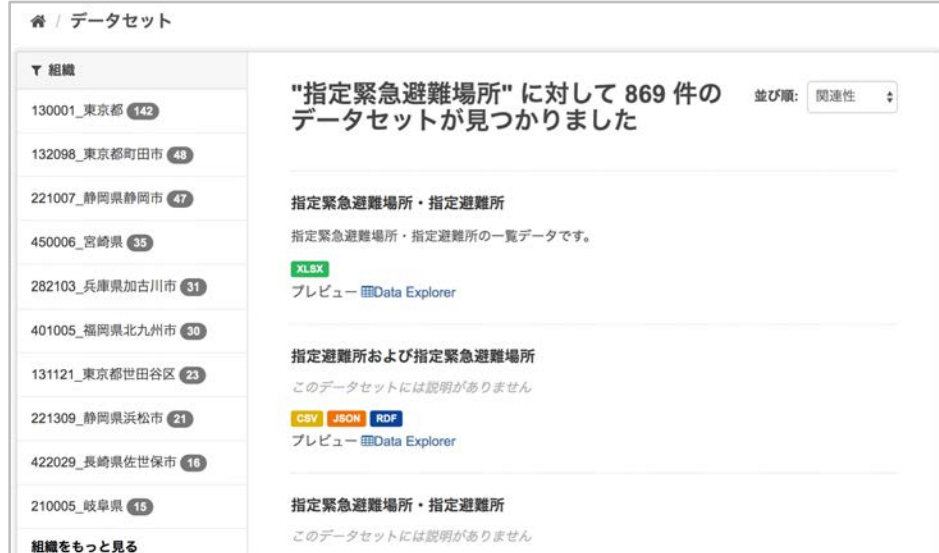 / データセット
組織
130001_東京都 142
132098_東京都町田市 48
221007_静岡県静岡市 47
450006_宮崎県 35
282103_兵庫県加古川市 31
401005_福岡県北九州市 30
131121_東京都世田谷区 23
221309_静岡県浜松市 21
422029_長崎県佐世保市 16
210005_岐阜県 15
組織をもっと見る
"指定緊急避難場所" に対して 869 件の
データセットが見つかりました
並び順: 関連性
指定緊急避難場所・指定避難所
指定緊急避難場所・指定避難所の一覧データです。
XLSX
プレビュー Data Explorer
指定避難所および指定緊急避難場所
このデータセットには説明がありません
CSV JSON RDF
プレビュー Data Explorer
指定緊急避難場所・指定避難所
このデータセットには説明がありません